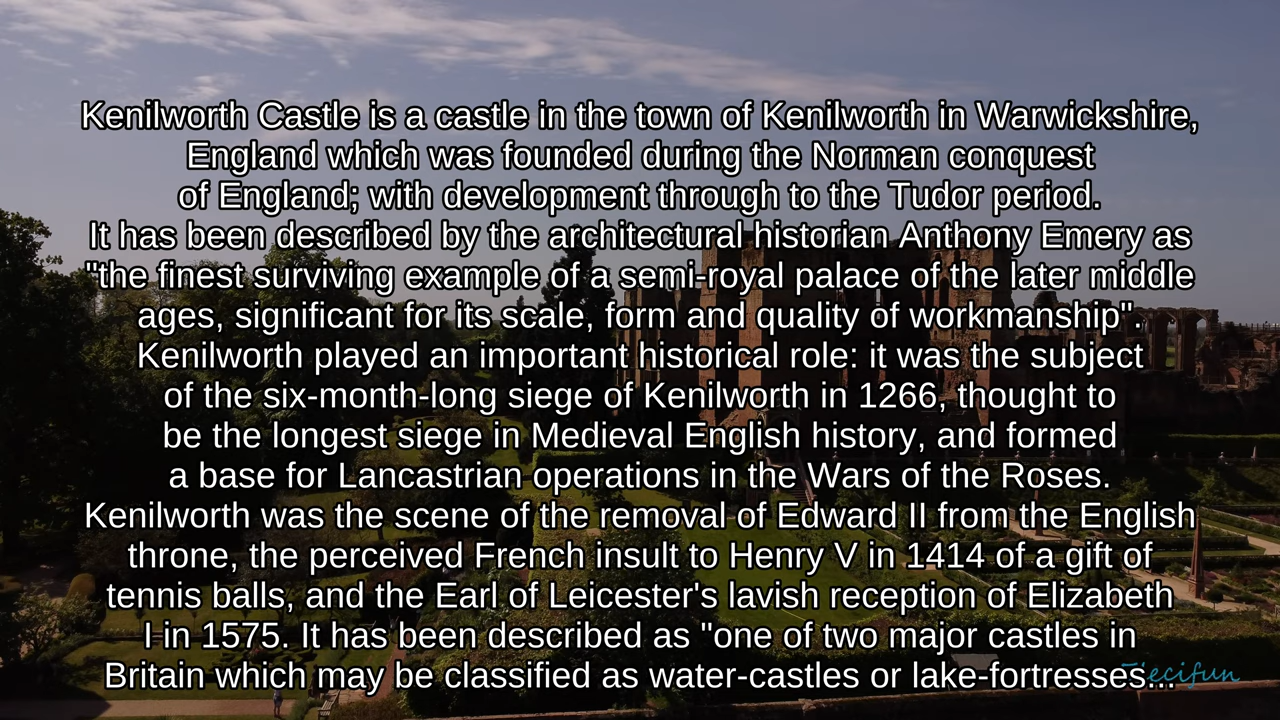 Kenilworth Castle is a castle in the town of Kenilworth in Warwickshire,
England which was founded during the Norman conquest
of England; with development through to the Tudor period.
It has been described by the architectural historian Anthony Emery as
"the finest surviving example of a semi-royal palace of the later middle
ages, significant for its scale, form and quality of workmanship".
Kenilworth played an important historical role: it was the subject
of the six-month-long siege of Kenilworth in 1266, thought to
be the longest siege in Medieval English history, and formed
a base for Lancastrian operations in the Wars of the Roses.
Kenilworth was the scene of the removal of Edward II from the English
throne, the perceived French insult to Henry V in 1414 of a gift of
tennis balls, and the Earl of Leicester's lavish reception of Elizabeth
I in 1575. It has been described as "one of two major castles in
Britain which may be classified as water-castles or lake-fortresses...